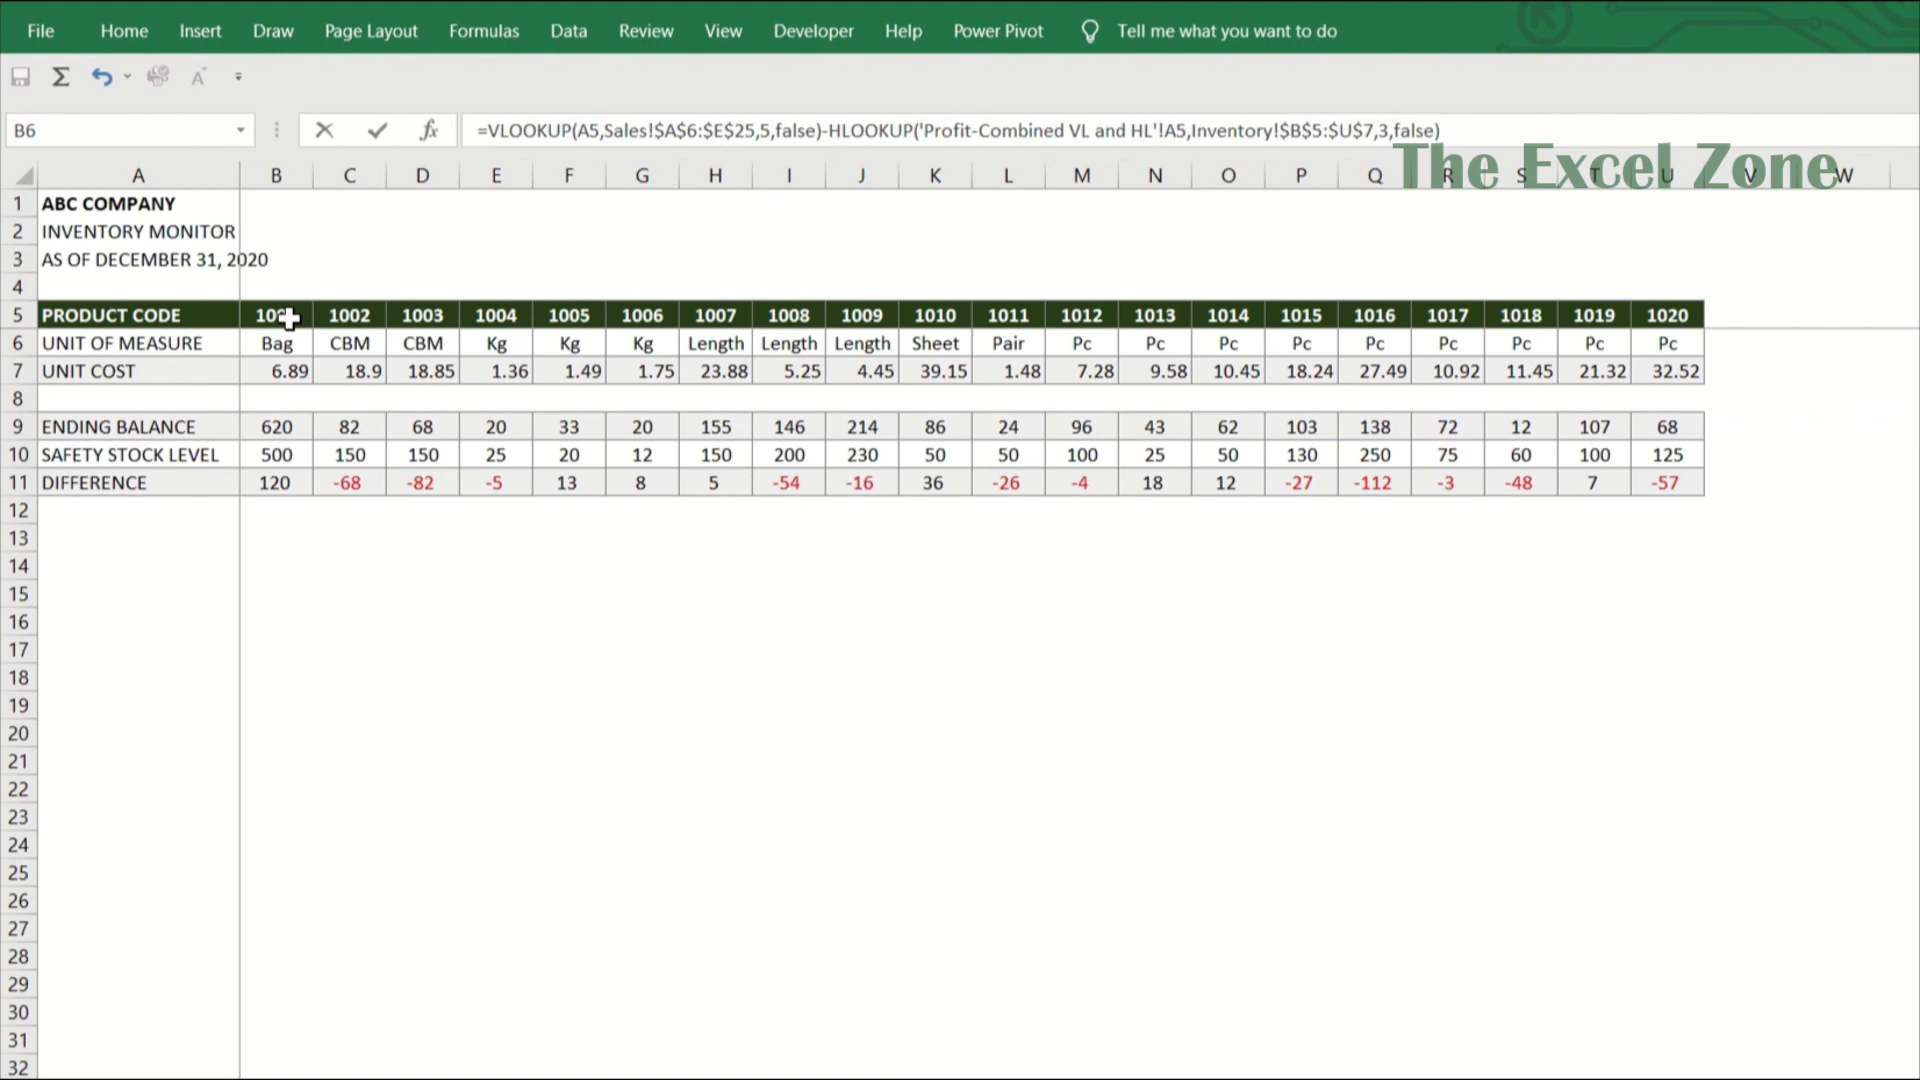 File Home Insert Draw Page Layout Formulas Data Review View Developer Help Power Pivot Tell me what you want to do
B6 fx =VLOOKUP(A5,Sales!$A$6:$E$25,5,false)-HLOOKUP('Profit-Combined VL and HL'!A5,Inventory!$B$5:$U$7,3,false)
The Excel Zone
A B C D E F G H I J K L M N O P Q R S T U V W
1 ABC COMPANY
2 INVENTORY MONITOR
3 AS OF DECEMBER 31, 2020
4
5 PRODUCT CODE 1002 1003 1004 1005 1006 1007 1008 1009 1010 1011 1012 1013 1014 1015 1016 1017 1018 1019 1020
6 UNIT OF MEASURE Bag CBM CBM Kg Kg Kg Length Length Length Sheet Pair Pc Pc Pc Pc Pc Pc Pc Pc Pc
7 UNIT COST 6.89 18.9 18.85 1.36 1.49 1.75 23.88 5.25 4.45 39.15 1.48 7.28 9.58 10.45 18.24 27.49 10.92 11.45 21.32 32.52
8
9 ENDING BALANCE 620 82 68 20 33 20 155 146 214 86 24 96 43 62 103 138 72 12 107 68
10 SAFETY STOCK LEVEL 500 150 150 25 20 12 150 200 230 50 50 100 25 50 130 250 75 60 100 125
11 DIFFERENCE 120 -68 -82 -5 13 8 5 -54 -16 36 -26 -4 18 12 -27 -112 -3 -48 7 -57
12
13
14
15
16
17
18
19
20
21
22
23
24
25
26
27
28
29
30
31
32